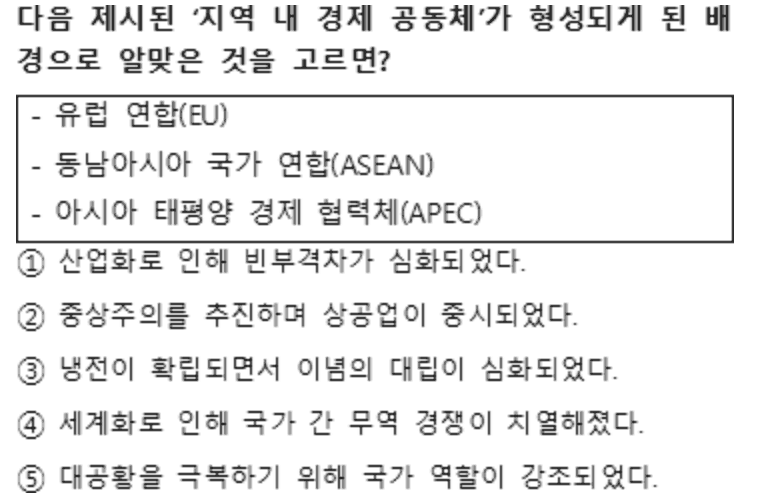 다음 제시된 ‘지역 내 경제 공동체’가 형성되게 된 배
경으로 알맞은 것을 고르면?
- 유럽 연합(EU)
- 동남아시아 국가 연합(ASEAN)
- 아시아 태평양 경제 협력체(APEC)
① 산업화로 인해 빈부격차가 심화되었다.
② 중상주의를 추진하며 상공업이 중시되었다.
③ 냉전이 확립되면서 이념의 대립이 심화되었다.
④ 세계화로 인해 국가 간 무역 경쟁이 치열해졌다.
⑤ 대공황을 극복하기 위해 국가 역할이 강조되었다.